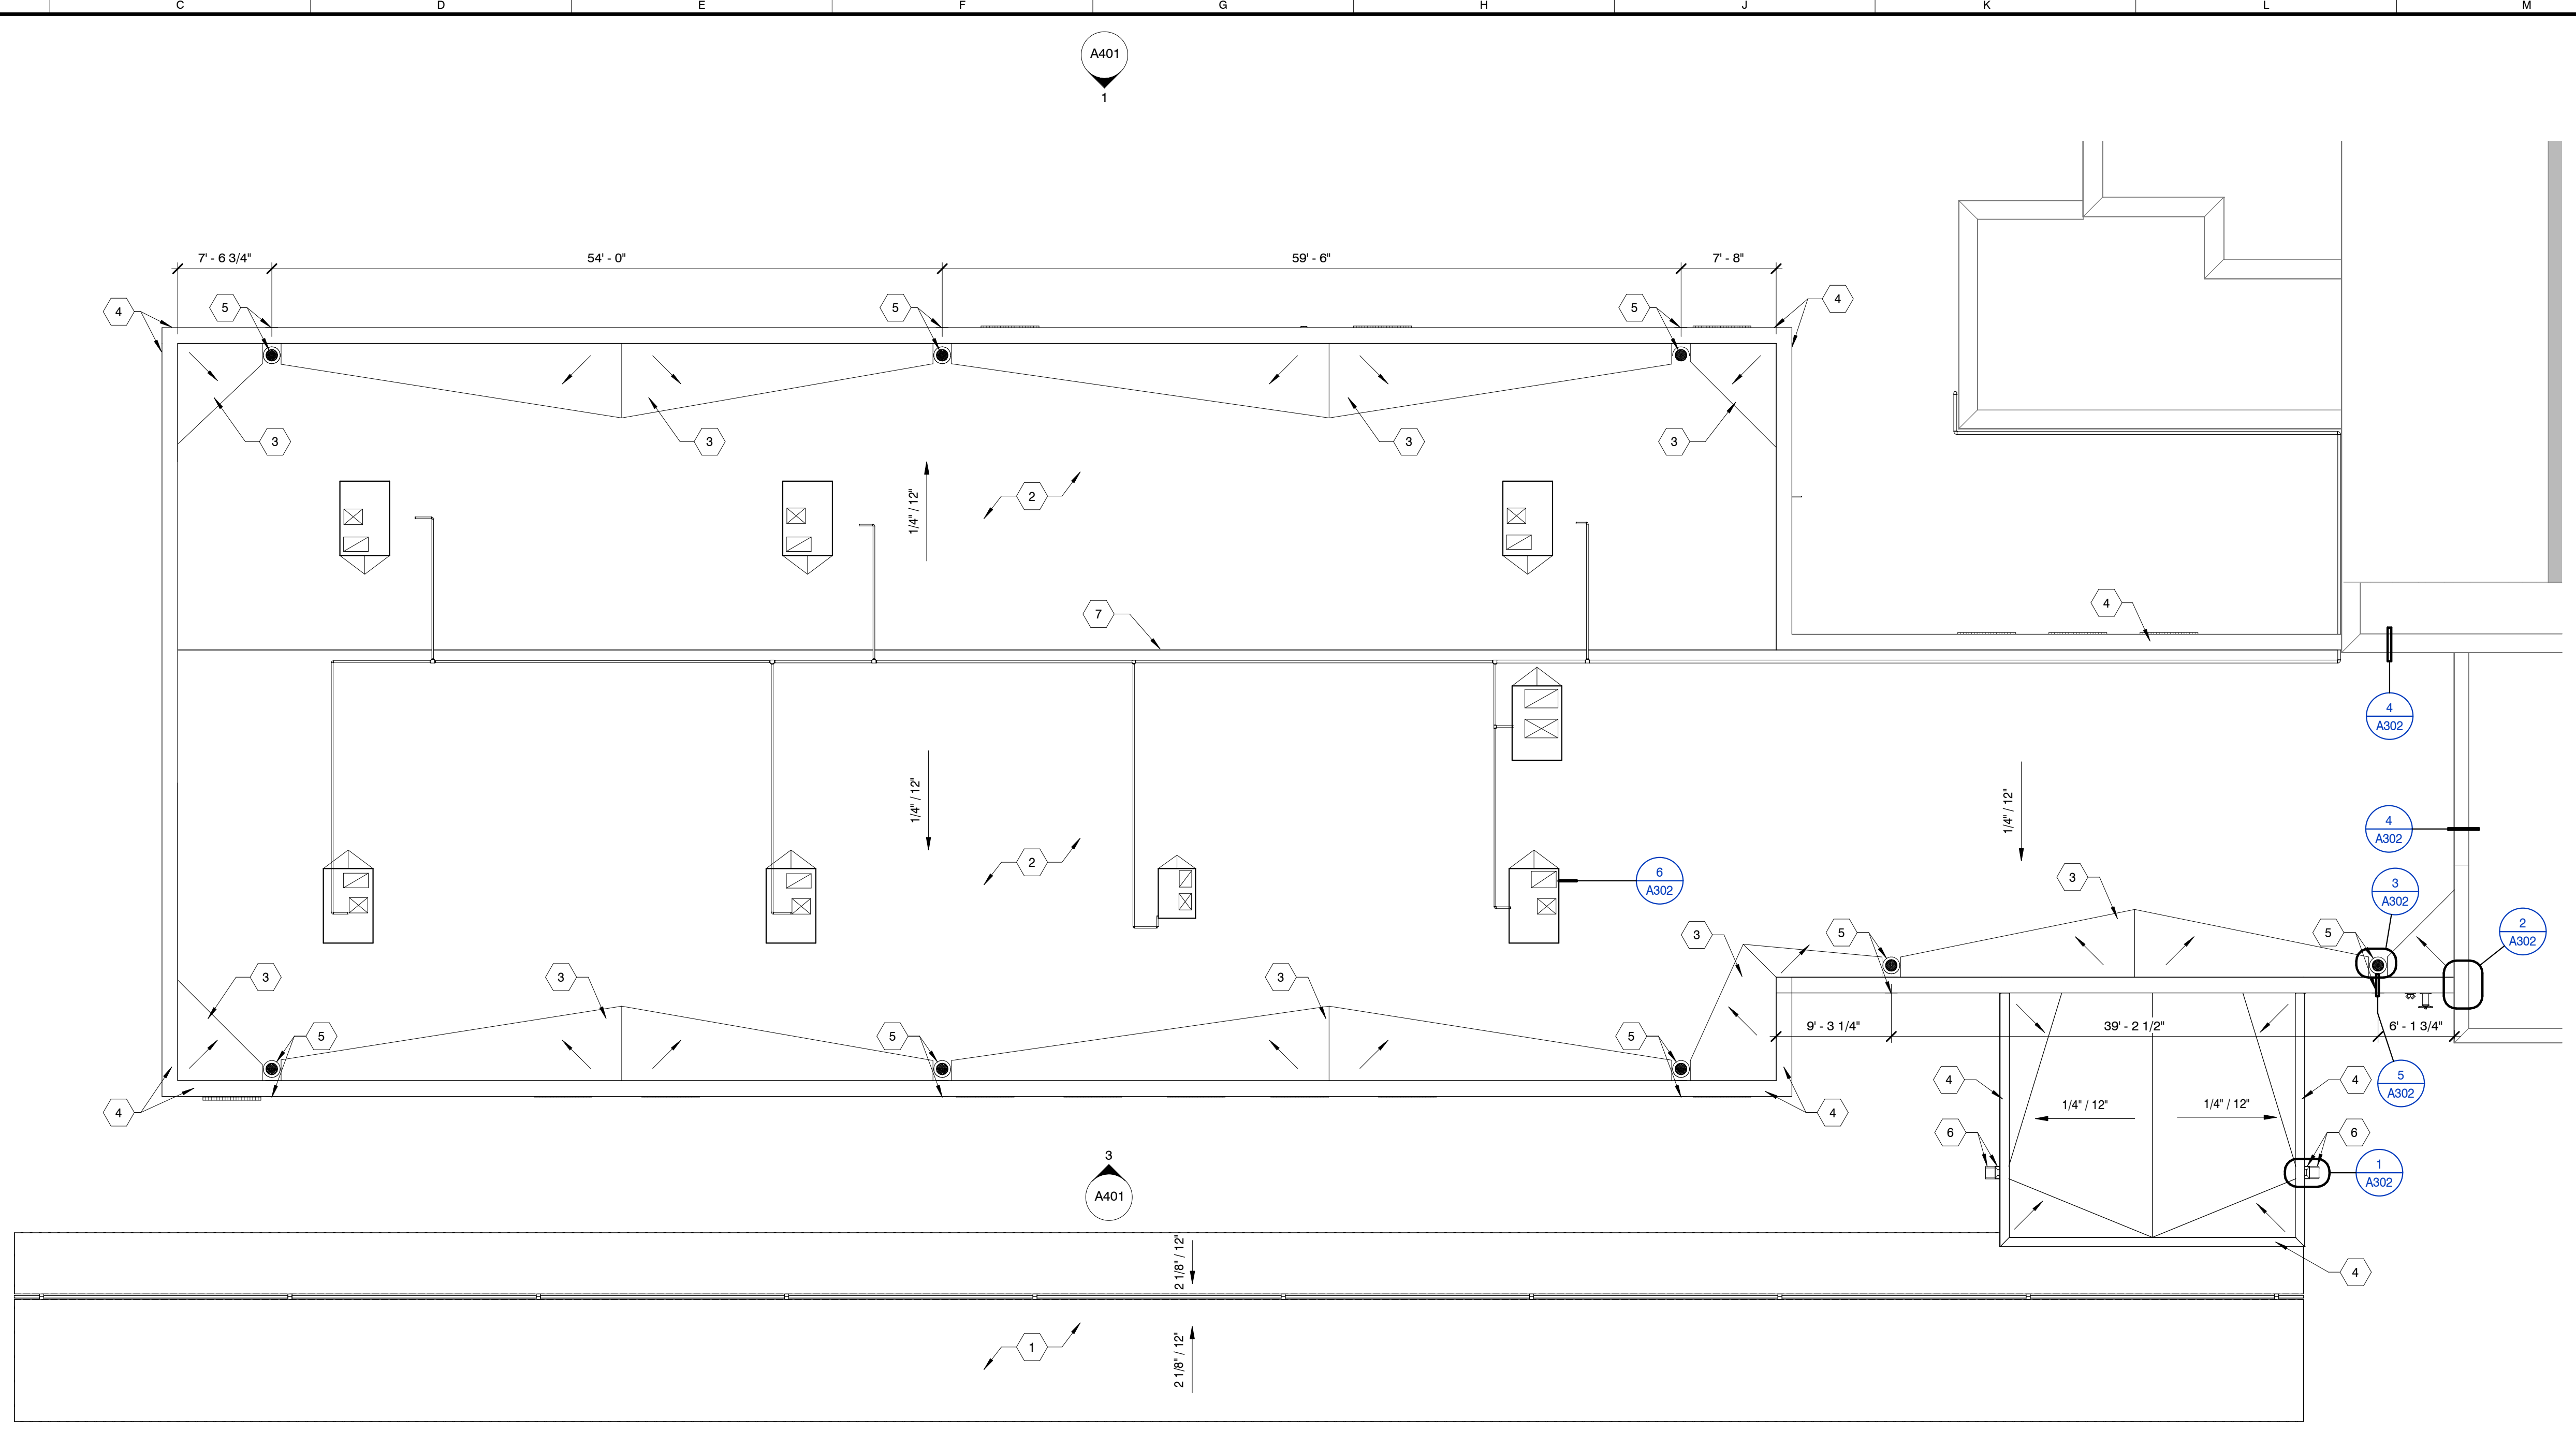 C D E F G H J K L M
A401
1
7' - 6 3/4" 54' - 0" 59' - 6" 7' - 8"
4 5 5 5 4
3 3 3 3
2
1/4" / 12"
7 4
4
A302
1/4" / 12"
1/4" / 12"
4
A302
2
6
A302
3
3
A302
2
A302
3 5 5
3 3 3
9' - 3 1/4" 39' - 2 1/2" 6' - 1 3/4"
5 5 5
4 4
5
A302
4 4
1/4" / 12" 1/4" / 12"
6 6
3
A401
1
A302
2 1/8" / 12"
4
1
2 1/8" / 12"